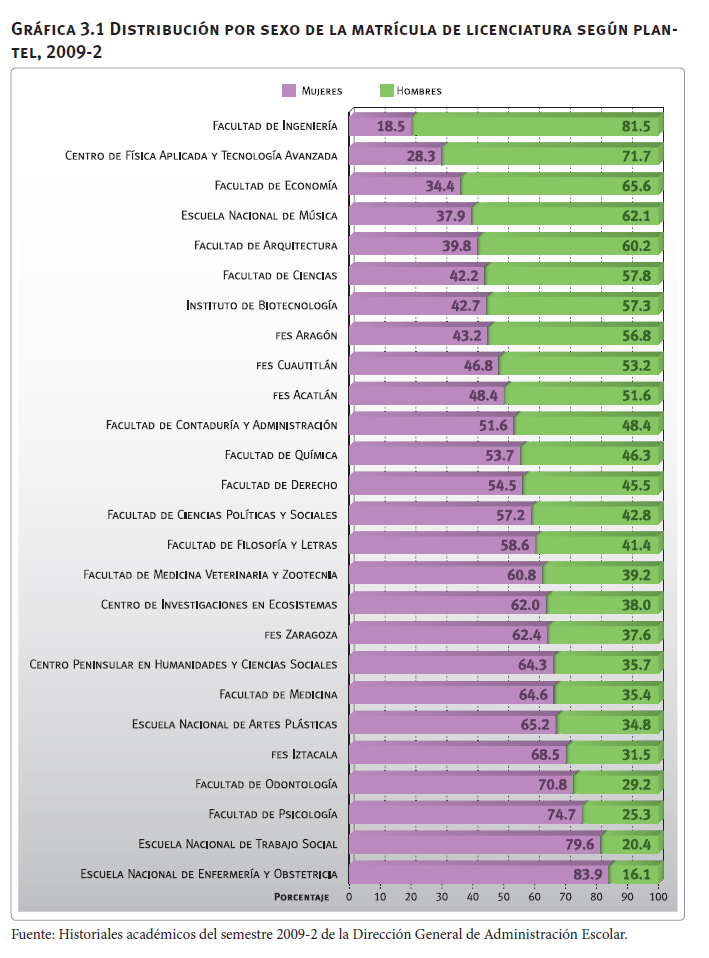 GRÁFICA 3.1 DISTRIBUCIÓN POR SEXO DE LA MATRÍCULA DE LICENCIATURA SEGÚN PLAN-
TEL, 2009-2
MUJERES HOMBRES
FACULTAD DE INGENIERÍA 18.5 81.5
CENTRO DE FÍSICA APLICADA Y TECNOLOGÍA AVANZADA 28.3 71.7
FACULTAD DE ECONOMÍA 34.4 65.6
ESCUELA NACIONAL DE MÚSICA 37.9 62.1
FACULTAD DE ARQUITECTURA 39.8 60.2
FACULTAD DE CIENCIAS 42.2 57.8
INSTITUTO DE BIOTECNOLOGÍA 42.7 57.3
FES ARAGÓN 43.2 56.8
FES CUAUTITLÁN 46.8 53.2
FES ACATLÁN 48.4 51.6
FACULTAD DE CONTADURÍA Y ADMINISTRACIÓN 51.6 48.4
FACULTAD DE QUÍMICA 53.7 46.3
FACULTAD DE DERECHO 54.5 45.5
FACULTAD DE CIENCIAS POLÍTICAS Y SOCIALES 57.2 42.8
FACULTAD DE FILOSOFÍA Y LETRAS 58.6 41.4
FACULTAD DE MEDICINA VETERINARIA Y ZOOTECNIA 60.8 39.2
CENTRO DE INVESTIGACIONES EN ECOSISTEMAS 62.0 38.0
FES ZARAGOZA 62.4 37.6
CENTRO PENINSULAR EN HUMANIDADES Y CIENCIAS SOCIALES 64.3 35.7
FACULTAD DE MEDICINA 64.6 35.4
ESCUELA NACIONAL DE ARTES PLÁSTICAS 65.2 34.8
FES IZTACALA 68.5 31.5
FACULTAD DE ODONTOLOGÍA 70.8 29.2
FACULTAD DE PSICOLOGÍA 74.7 25.3
ESCUELA NACIONAL DE TRABAJO SOCIAL 79.6 20.4
ESCUELA NACIONAL DE ENFERMERÍA Y OBSTETRICIA 83.9 16.1
PORCENTAJE 0 10 20 30 40 50 60 70 80 90 100
Fuente: Historiales académicos del semestre 2009-2 de la Dirección General de Administración Escolar.